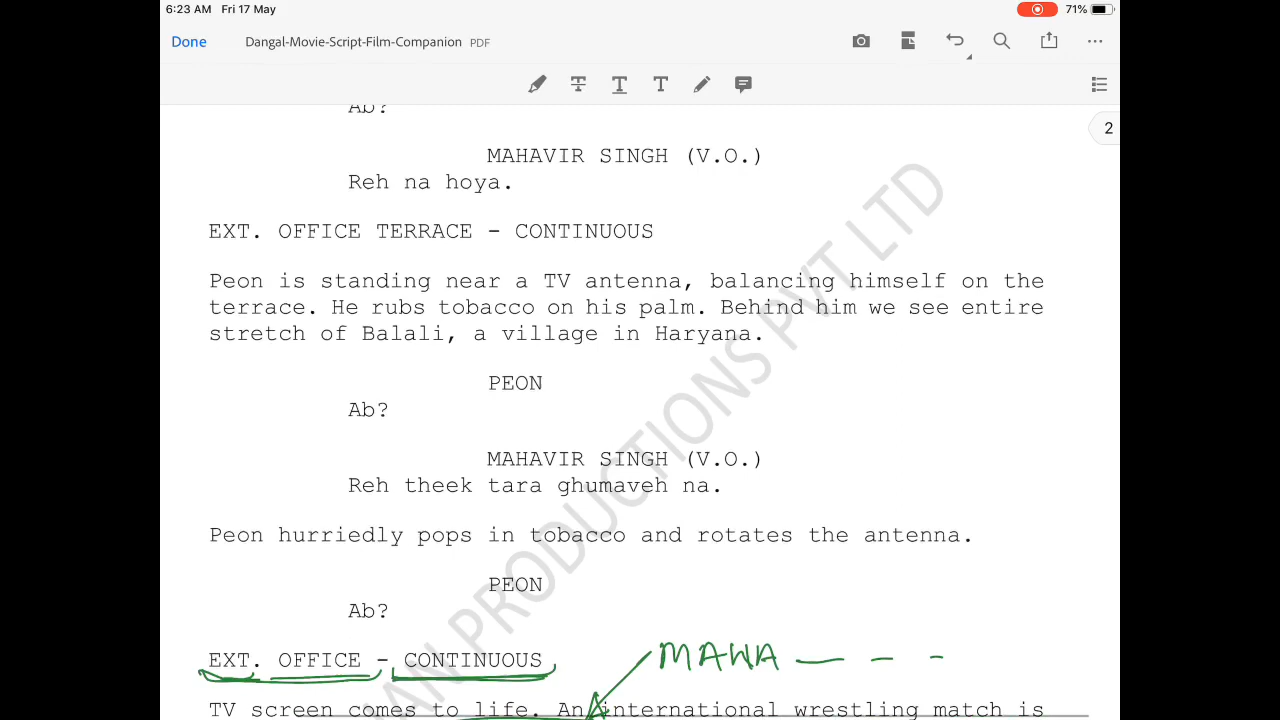 6:23 AM Fri 17 May 71%
Done Dangal-Movie-Script-Film-Companion PDF
Ab?
2
MAHAVIR SINGH (V.O.)
Reh na hoya.
EXT. OFFICE TERRACE - CONTINUOUS
Peon is standing near a TV antenna, balancing himself on the
terrace. He rubs tobacco on his palm. Behind him we see entire
stretch of Balali, a village in Haryana.
PEON
Ab?
MAHAVIR SINGH (V.O.)
Reh theek tara ghumaveh na.
Peon hurriedly pops in tobacco and rotates the antenna.
PEON
Ab?
EXT. OFFICE - CONTINUOUS
TV screen comes to life. An international wrestling match is
AN PRODUCTIONS PVT LTD